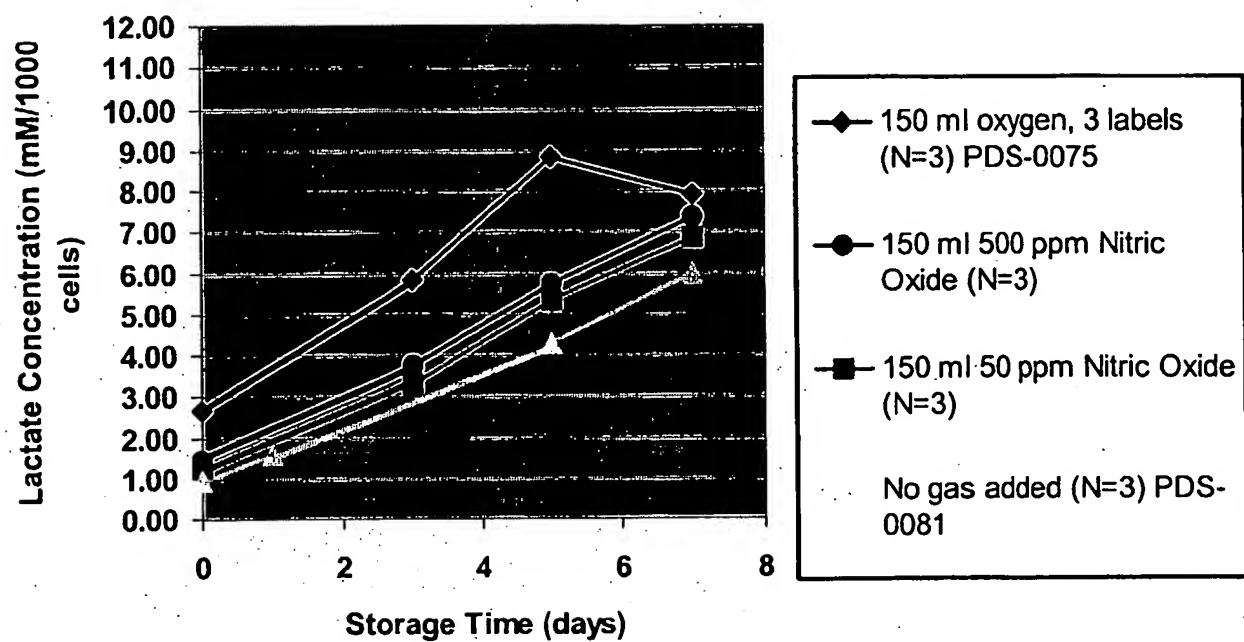 Lactate Concentration (mM/1000
cells)
12.00
11.00
10.00
9.00
8.00
7.00
6.00
5.00
4.00
3.00
2.00
1.00
0.00
0 2 4 6 8
Storage Time (days)
150 ml oxygen, 3 labels
(N=3) PDS-0075
150 ml 500 ppm Nitric
Oxide (N=3)
150 ml 50 ppm Nitric Oxide
(N=3)
No gas added (N=3) PDS-
0081